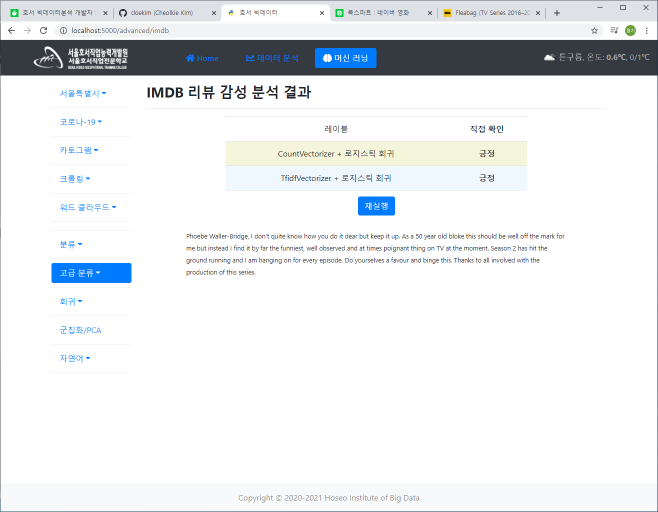 호서 빅데이터분석 개발자
ckiekim (Cheolkie Kim)
호서 빅데이터
네이버 영화
Fleabag (TV Series 2016–20
localhost:5000/advanced/imdb
서울호서직업능력개발원
서울호서직업전문학교
Home
데이터 분석
머신 러닝
튼구름, 온도: 0.6℃, 0/1℃
서울특별시
IMDB 리뷰 감성 분석 결과
코로나-19
레이블 직접 확인
카토그램
CountVectorizer + 로지스틱 회귀 긍정
크롤링
TfidfVectorizer + 로지스틱 회귀 긍정
워드 클라우드
재실행
분류
Phoebe Waller-Bridge, I don't quite know how you do it dear but keep it up. As a 50 year old bloke this should be well off the mark for
me but instead I find it by far the funniest, well observed and at times poignant thing on TV at the moment. Season 2 has hit the
ground running and I am hanging on for every episode. Do yourselves a favour and binge this. Thanks to all involved with the
production of this series.
고급 분류
회귀
군집화/PCA
자연어
Copyright © 2020-2021 Hoseo Institute of Big Data